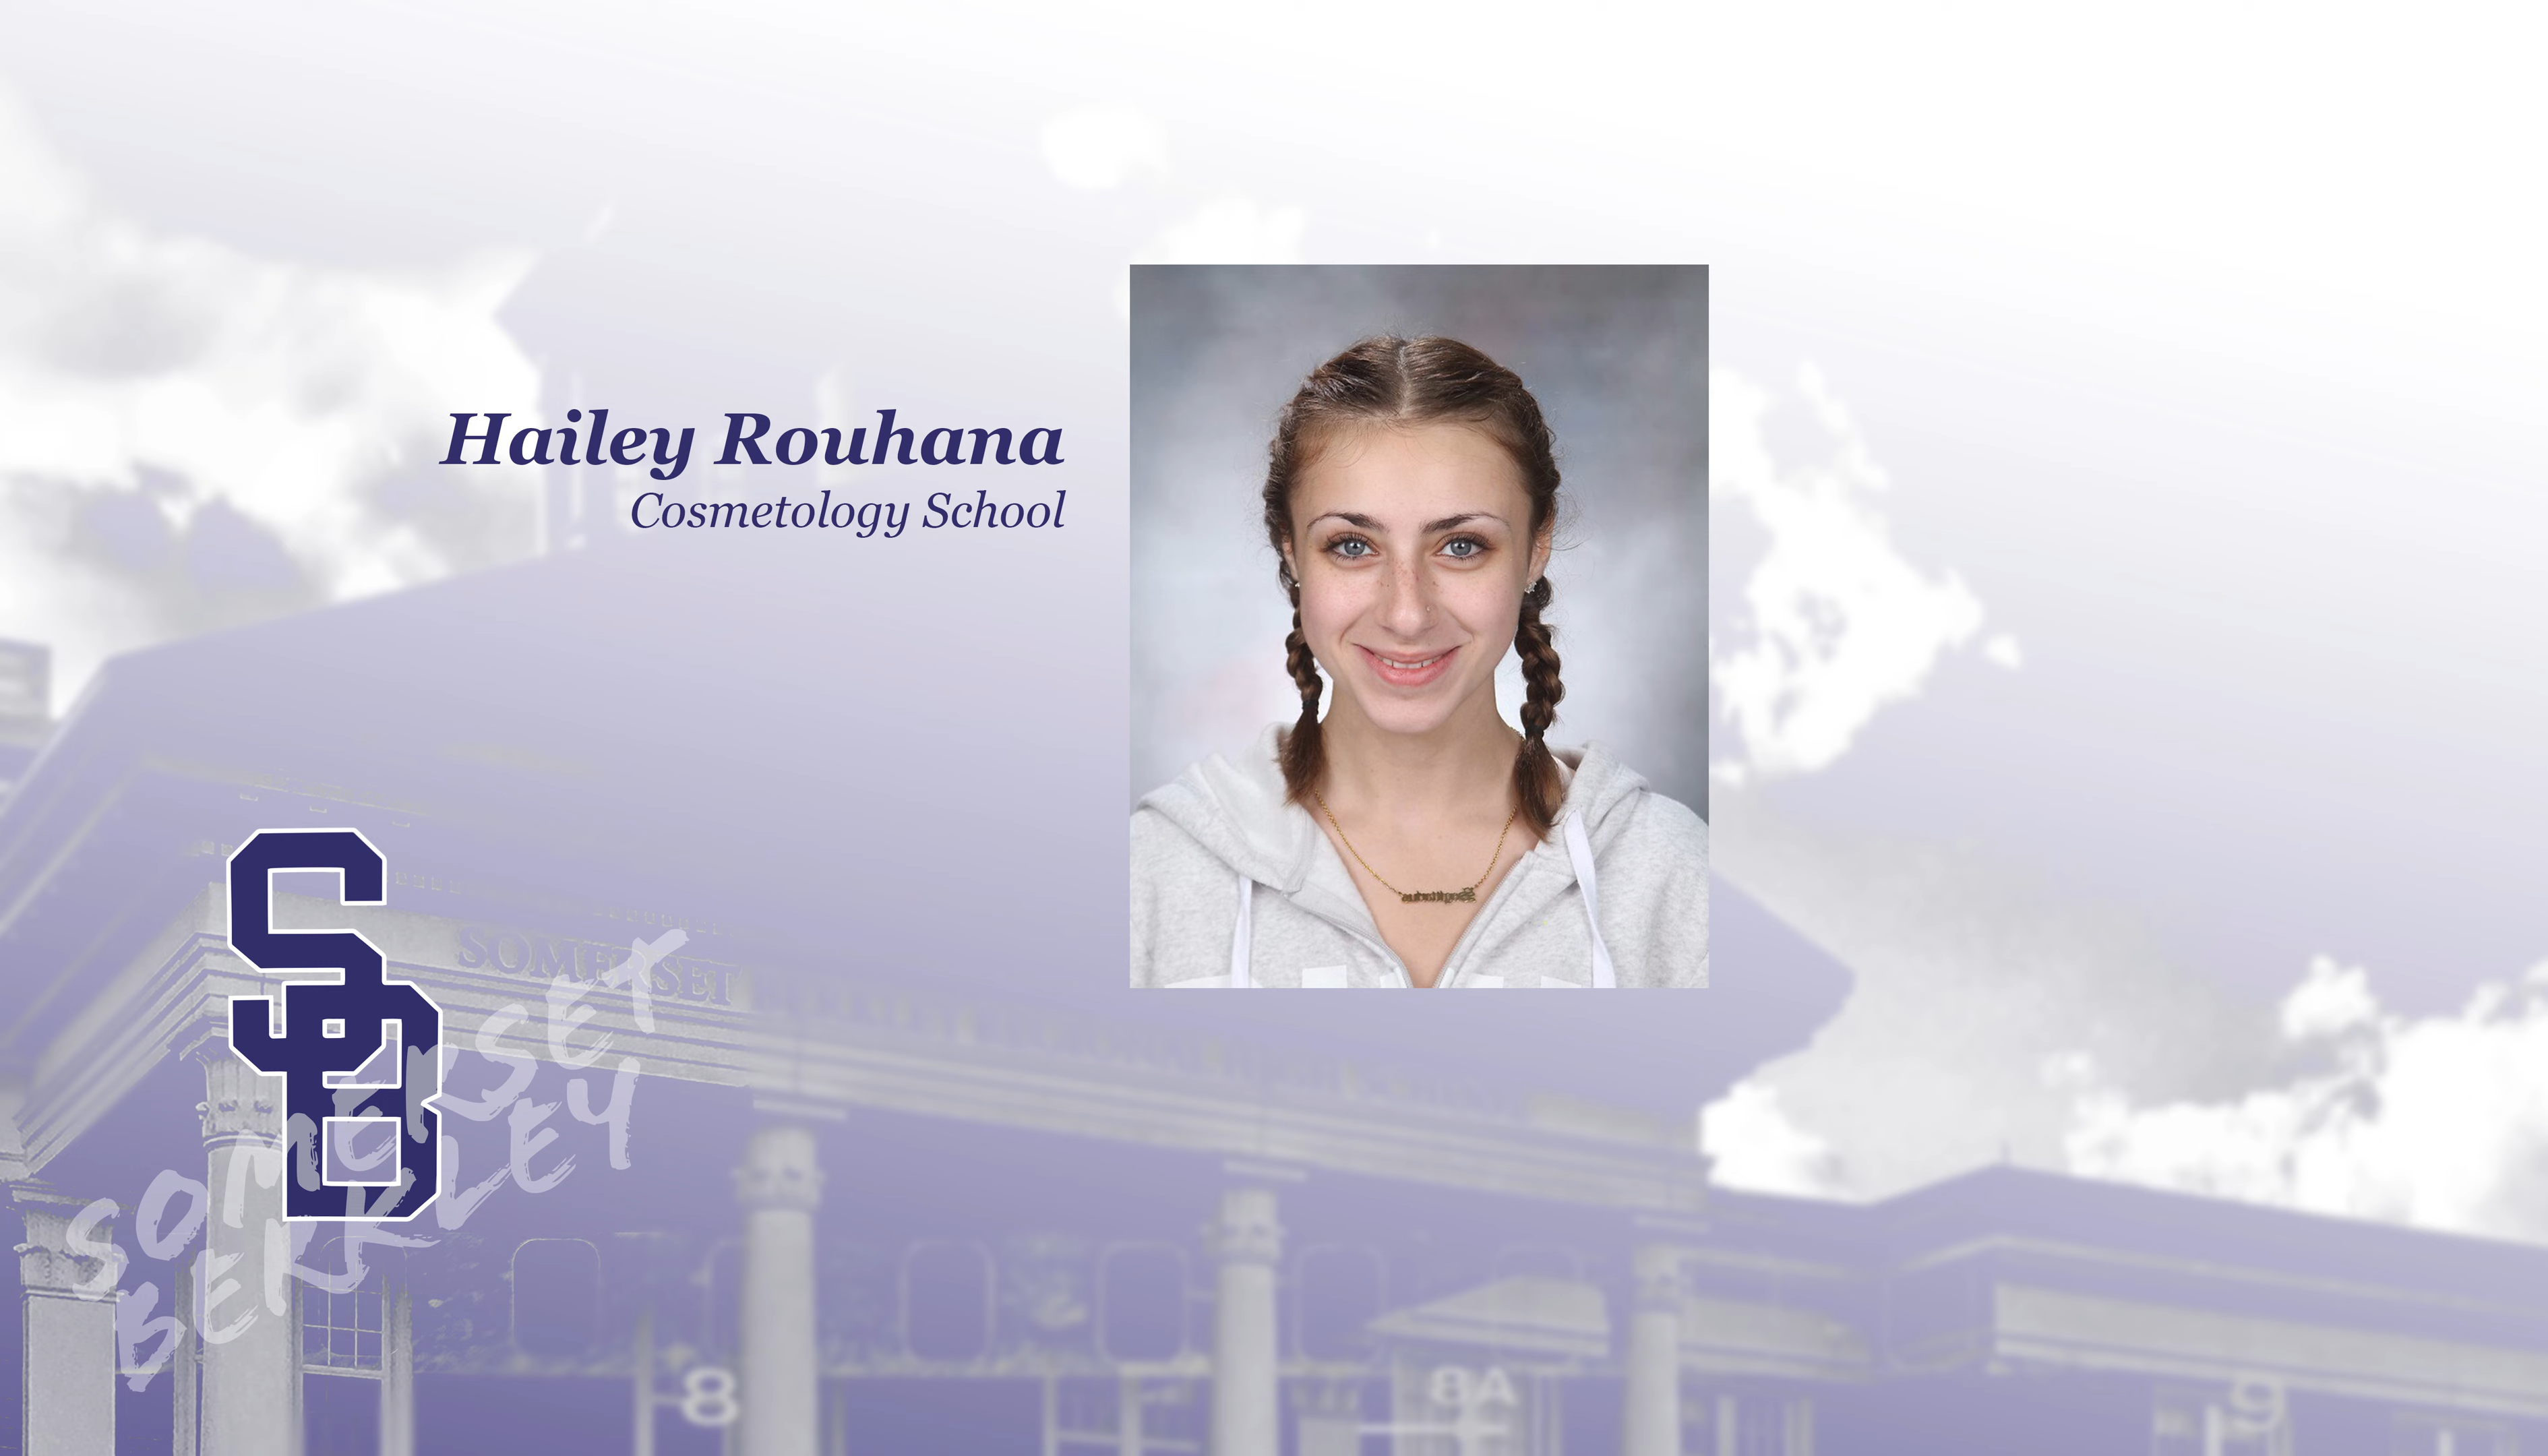 Hailey Rouhana
Cosmetology School
SB
SOMERSET
SOMERSET
BERKLEY
8
8A
9